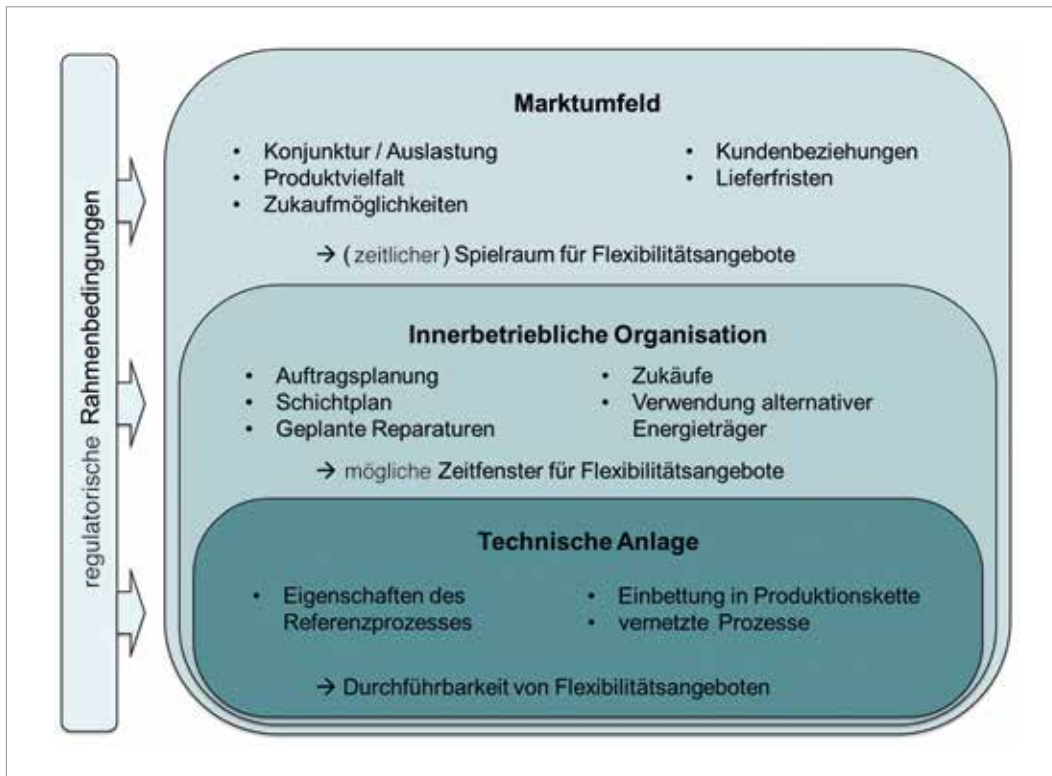 regulatorische Rahmenbedingungen
Marktumfeld
• Konjunktur / Auslastung
• Produktvielfalt
• Zukaufmöglichkeiten
• Kundenbeziehungen
• Lieferfristen
→ (zeitlicher) Spielraum für Flexibilitätsangebote
Innerbetriebliche Organisation
• Auftragsplanung
• Schichtplan
• Geplante Reparaturen
• Zukäufe
• Verwendung alternativer
Energieträger
→ mögliche Zeitfenster für Flexibilitätsangebote
Technische Anlage
• Eigenschaften des
Referenzprozesses
• Einbettung in Produktionskette
• vernetzte Prozesse
→ Durchführbarkeit von Flexibilitätsangeboten